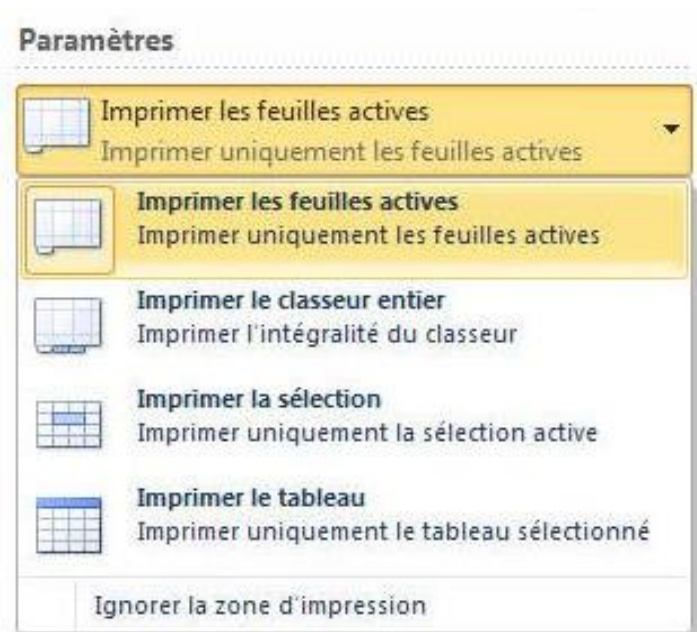 Paramètres
Imprimer les feuilles actives
Imprimer uniquement les feuilles actives
Imprimer les feuilles actives
Imprimer uniquement les feuilles actives
Imprimer le classeur entier
Imprimer l'intégralité du classeur
Imprimer la sélection
Imprimer uniquement la sélection active
Imprimer le tableau
Imprimer uniquement le tableau sélectionné
Ignorer la zone d'impression